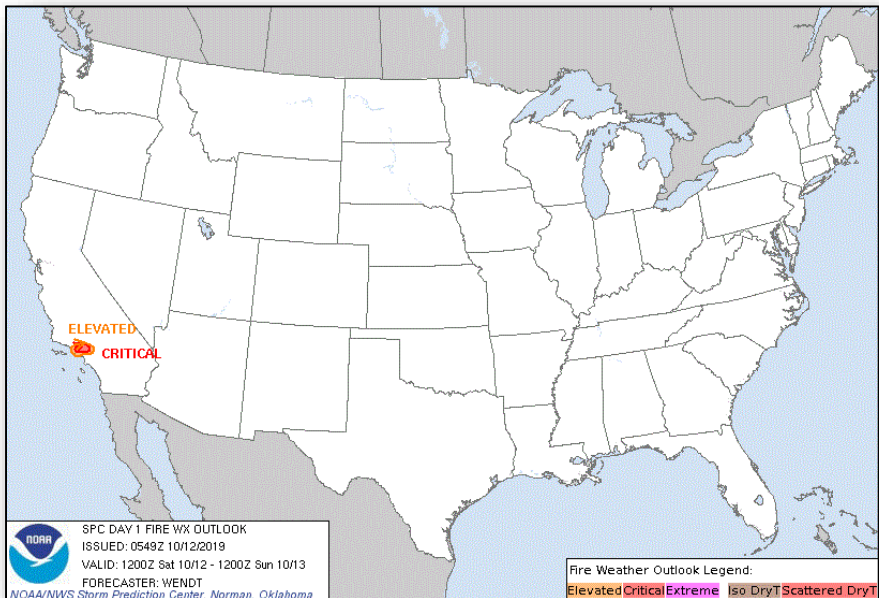 ELEVATED
CRITICAL
NOAA
SPC DAY 1 FIRE WX OUTLOOK
ISSUED: 0549Z 10/12/2019
VALID: 1200Z Sat 10/12 - 1200Z Sun 10/13
FORECASTER: WENDT
NOAA/NWS Storm Prediction Center, Norman, Oklahoma
Fire Weather Outlook Legend:
Elevated Critical Extreme Iso DryT Scattered DryT